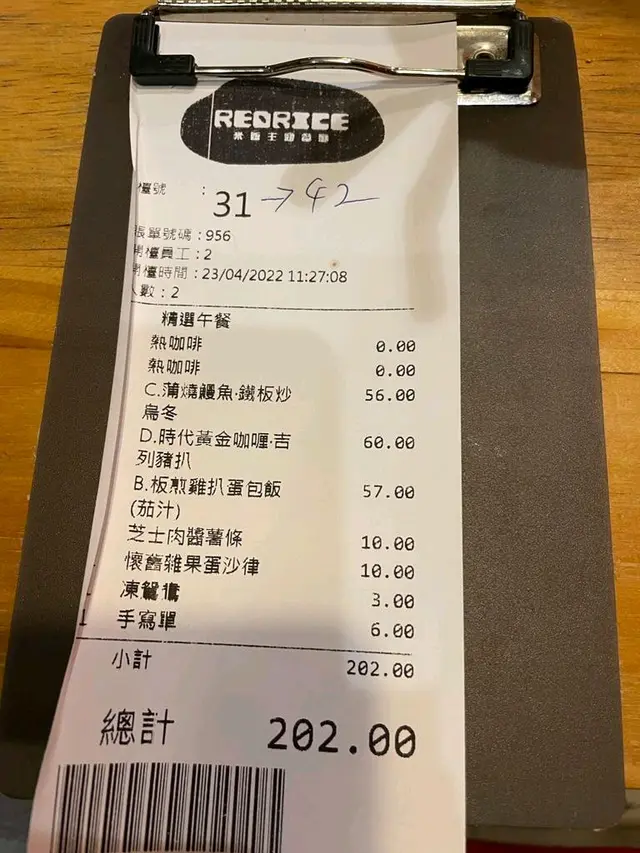 REDRICE
米飯主題餐廳
檯號 : 31 → 42
賬單號碼 : 956
開檯員工 : 2
開檯時間 : 23/04/2022 11:27:08
人數 : 2
精選午餐
熱咖啡 0.00
熱咖啡 0.00
C.蒲燒鰻魚·鐵板炒 56.00
烏冬
D.時代黃金咖喱·吉 60.00
列豬扒
B.板煎雞扒蛋包飯 57.00
(茄汁)
芝士肉醬薯條 10.00
懷舊雜果蛋沙律 10.00
凍鴛鴦 3.00
1 手寫單 6.00
小計 202.00
總計 202.00